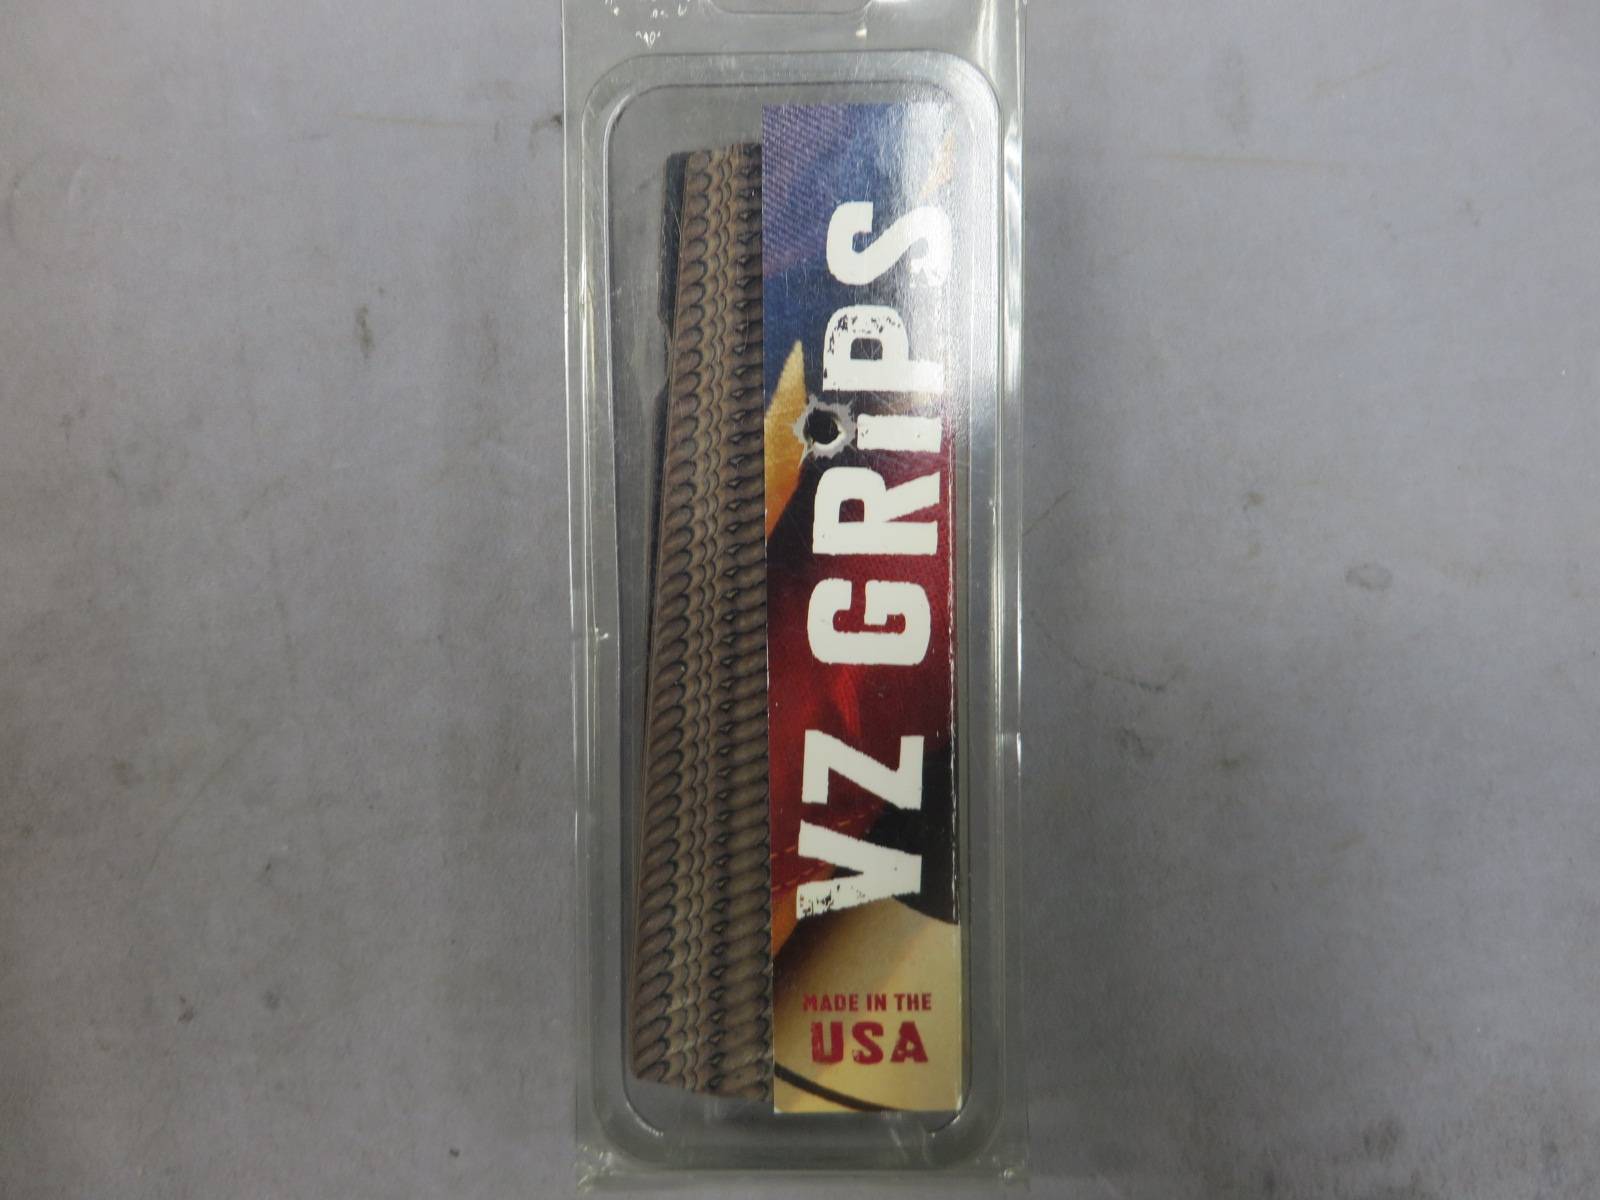 VZ GRiPS
MADE IN THE
USA